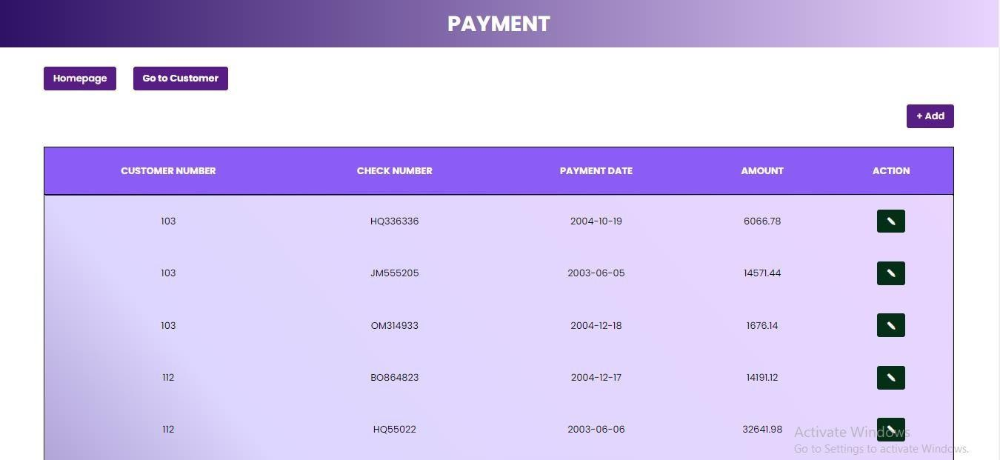 PAYMENT
Homepage Go to Customer
+ Add
CUSTOMER NUMBER CHECK NUMBER PAYMENT DATE AMOUNT ACTION
103 HQ336336 2004-10-19 6066.78
103 JM555205 2003-06-05 14571.44
103 OM314933 2004-12-18 1676.14
112 BO864823 2004-12-17 14191.12
112 HQ55022 2003-06-06 32641.98
Activate Windows
Go to Settings to activate Windows.